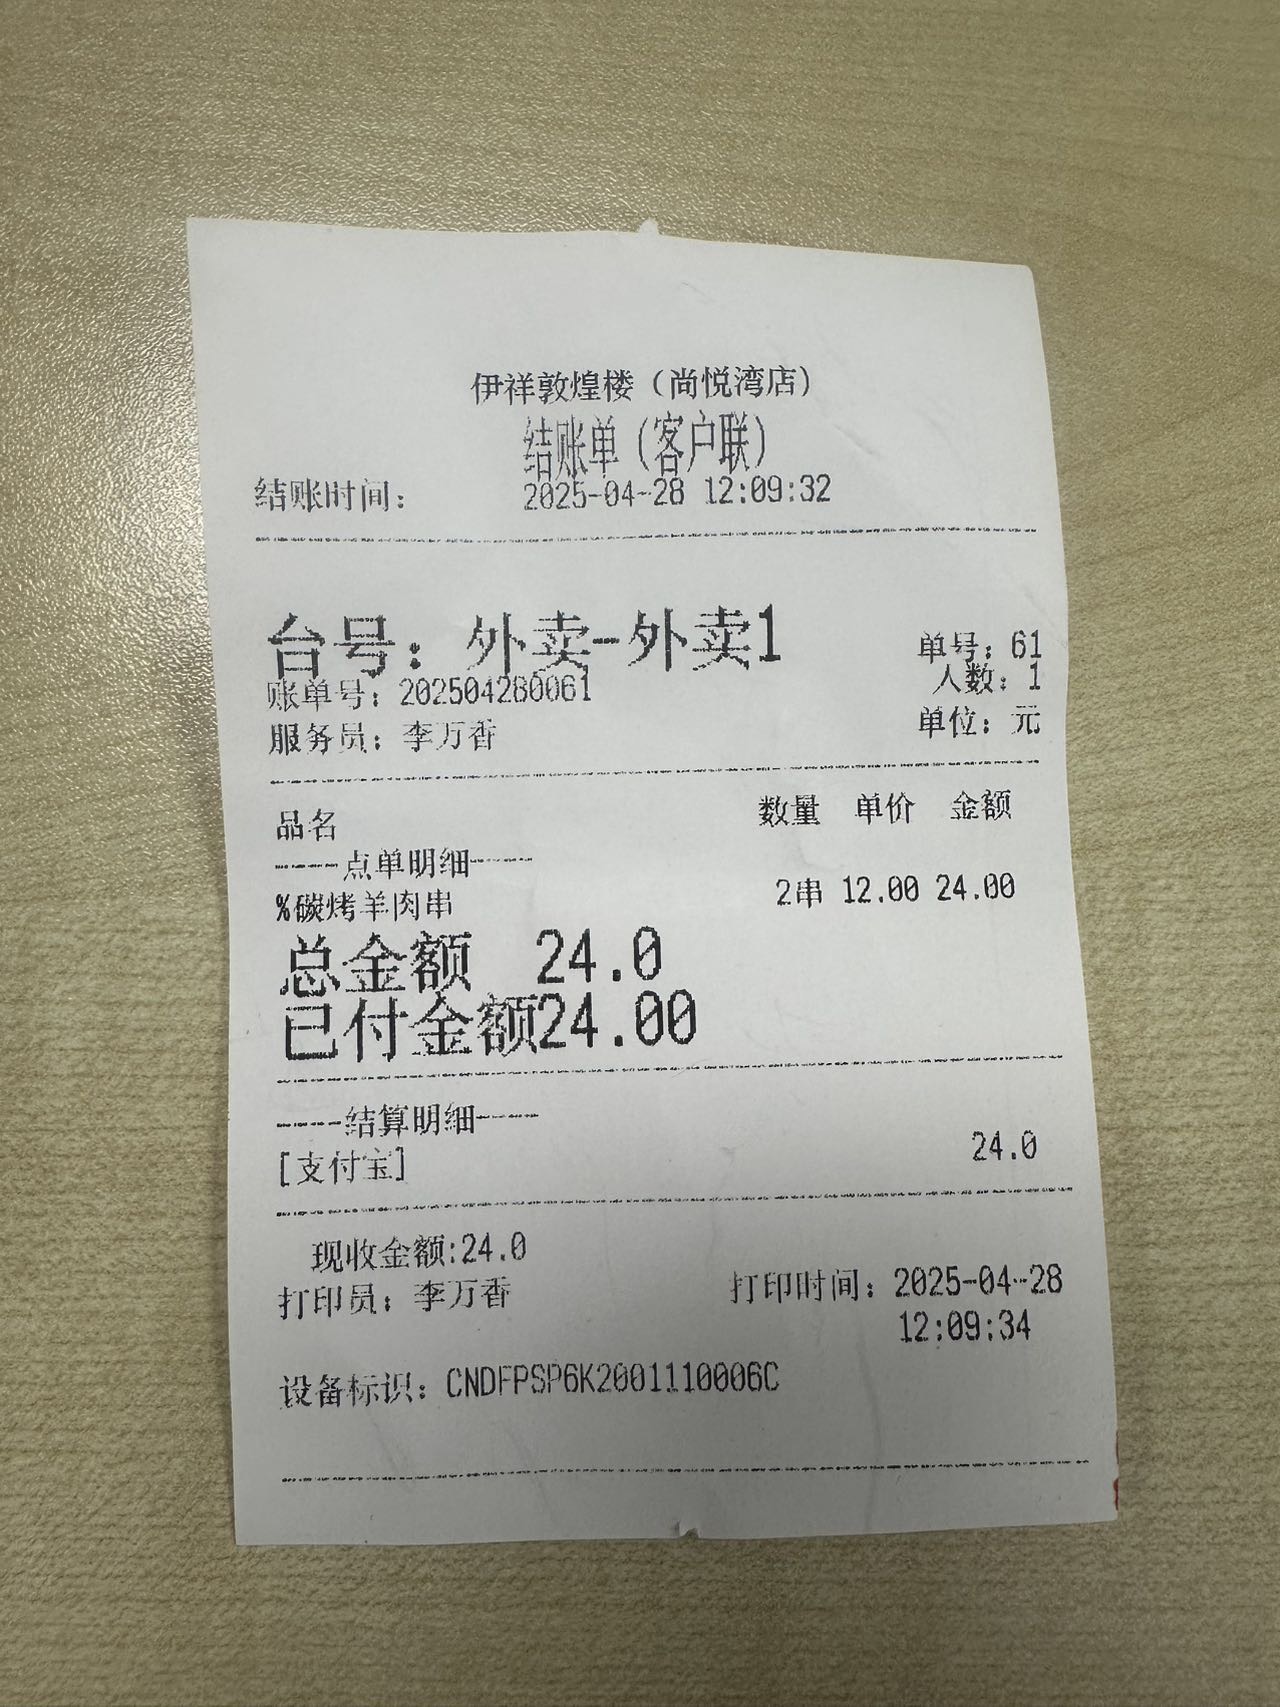 伊祥敦煌楼（尚悦湾店）
结账单（客户联）
结账时间： 2025-04-28 12:09:32
台号：外卖-外卖1 单号：61
账单号：202504280061 人数：1
服务员：李万香 单位：元
品名 数量 单价 金额
----点单明细----
%碳烤羊肉串 2串 12.00 24.00
总金额 24.0
已付金额24.00
----结算明细----
[支付宝] 24.0
现收金额:24.0
打印员：李万香 打印时间：2025-04-28
12:09:34
设备标识：CNDFPSP6K2001110006C